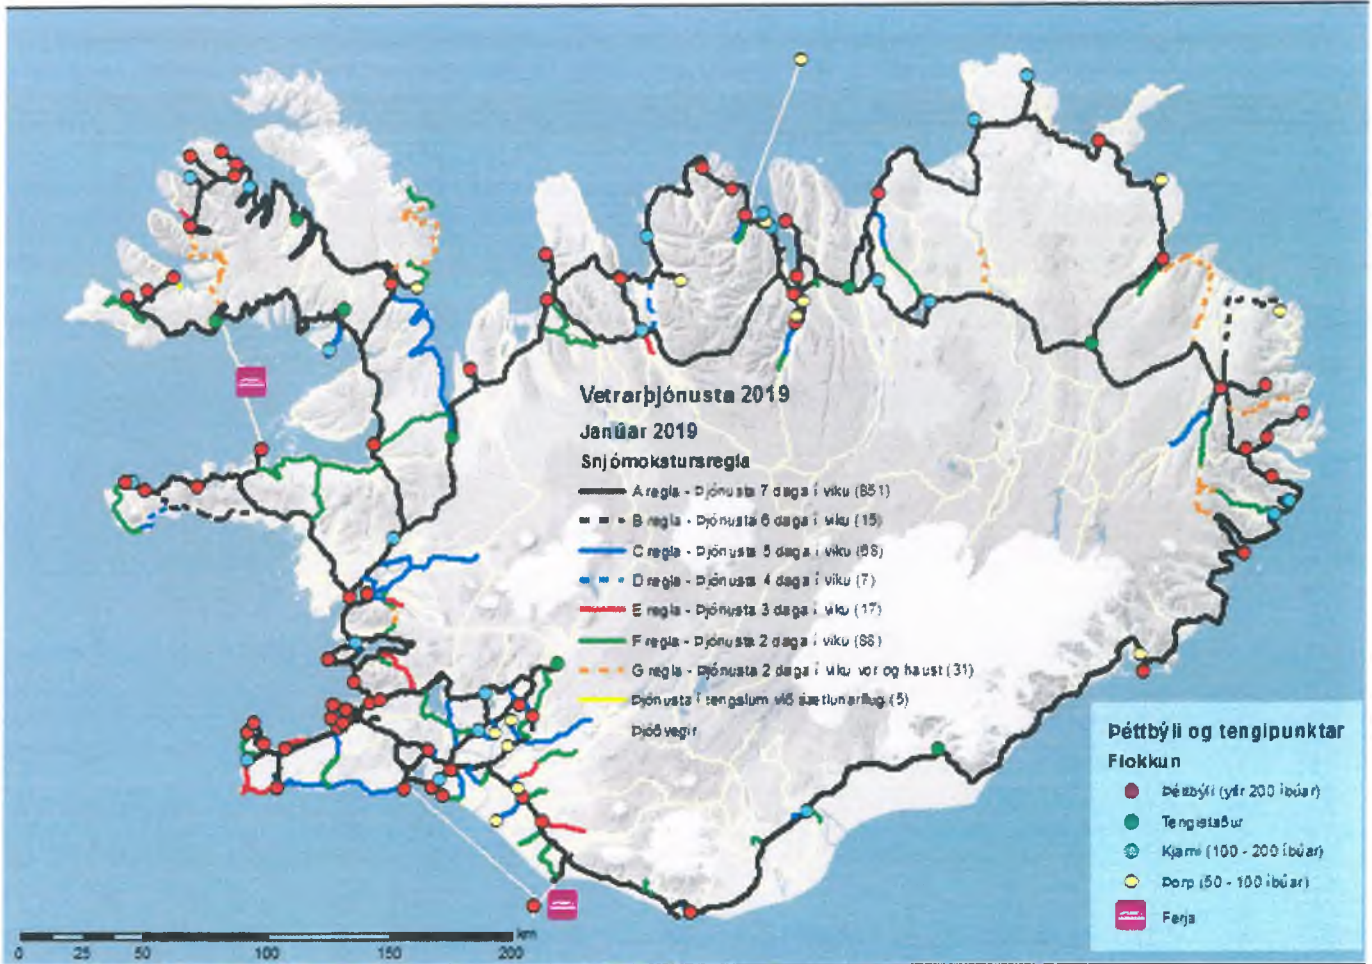 Vetrarþjónusta 2019
Janúar 2019
Snjómokstursregla
A regla - Þjónusta 7 daga í viku (851)
B regla - Þjónusta 6 daga í viku (15)
C regla - Þjónusta 5 daga í viku (58)
D regla - Þjónusta 4 daga í viku (7)
E regla - Þjónusta 3 daga í viku (17)
F regla - Þjónusta 2 daga í viku (88)
G regla - Þjónusta 2 daga í viku vor og haust (31)
Þjónusta í tengslum við áætlunarflug (5)
Þjóðvegir
Þéttbýli og tengipunktar
Flokkun
Þéttbýli (yfir 200 íbúar)
Tengistaður
Kjarni (100 - 200 íbúar)
Þorp (50 - 100 íbúar)
Ferja
km
0 25 50 100 150 200